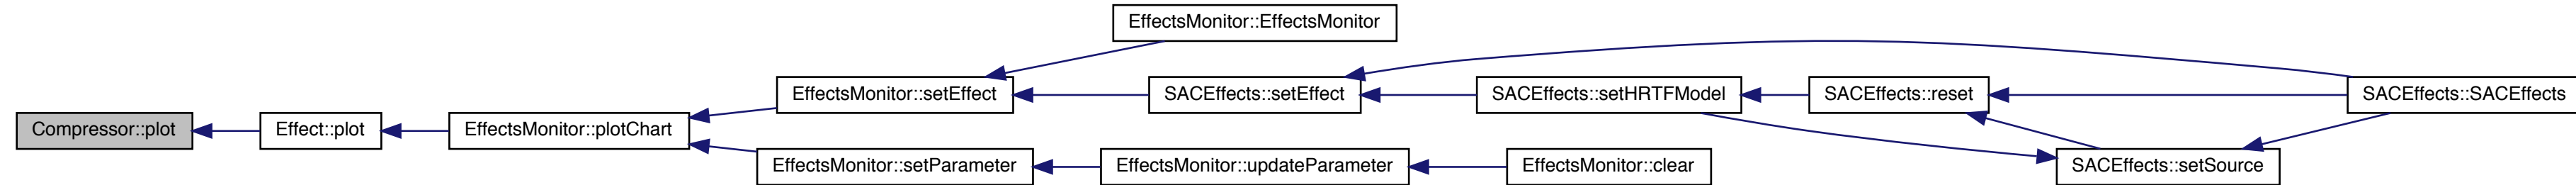 EffectsMonitor::EffectsMonitor
EffectsMonitor::setEffect
SACEffects::setEffect
SACEffects::setHRTFModel
SACEffects::reset
SACEffects::SACEffects
Compressor::plot
Effect::plot
EffectsMonitor::plotChart
EffectsMonitor::setParameter
EffectsMonitor::updateParameter
EffectsMonitor::clear
SACEffects::setSource